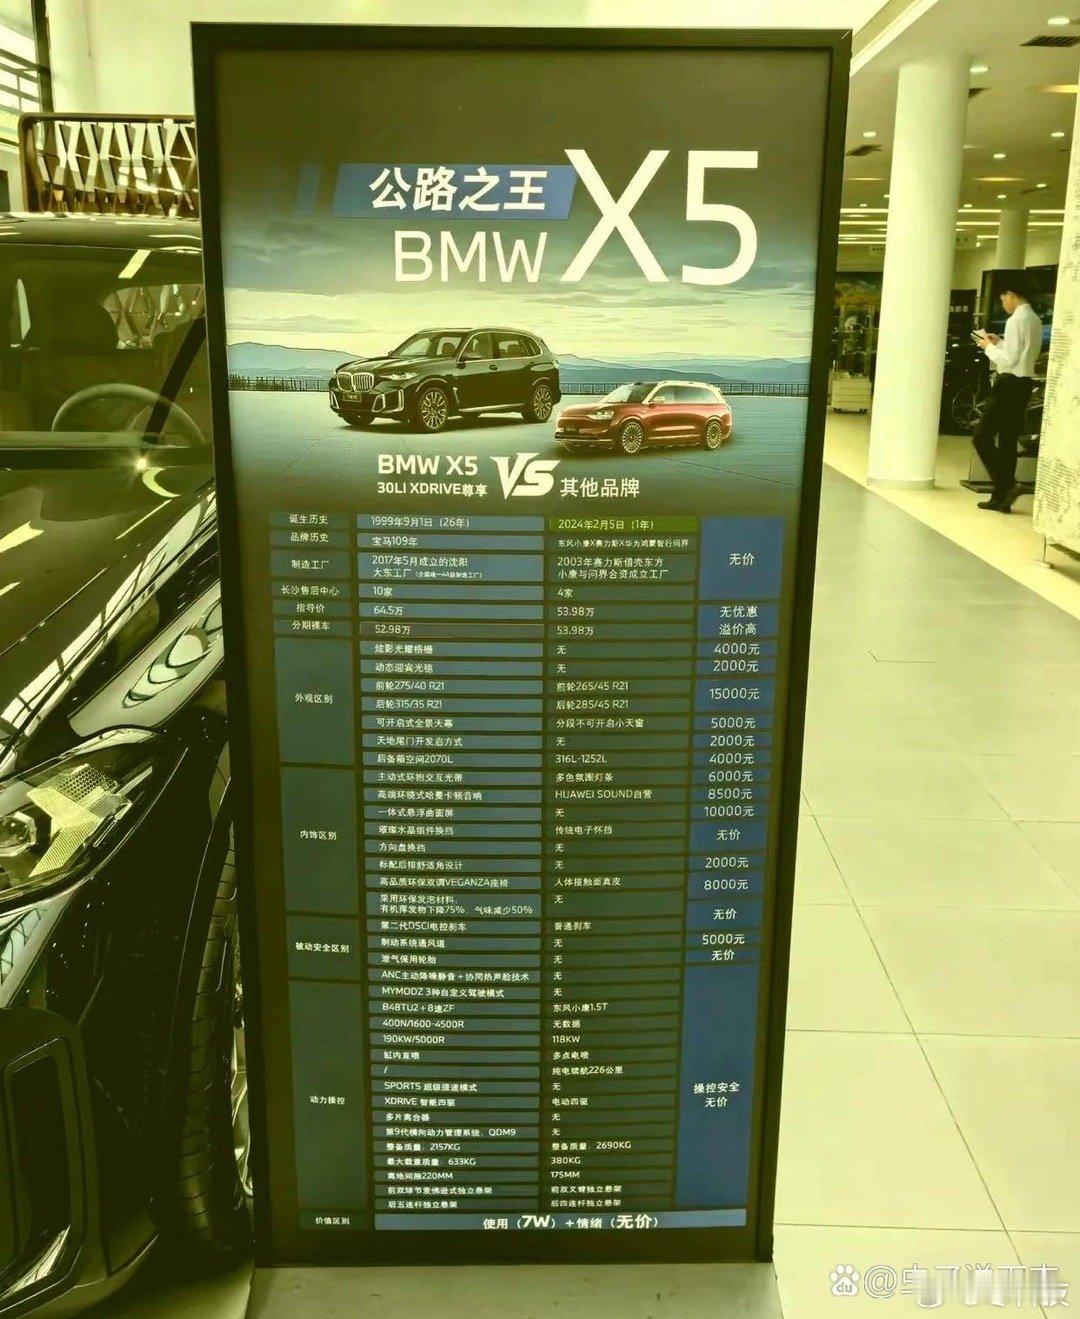 公路之王
BMW X5
BMW X5 VS 其他品牌
30LI XDRIVE尊享
诞生历史 1999年9月1日（26年） 2024年2月5日（1年） 无价
品牌历史 宝马109年 东风小康X赛力斯X华为鸿蒙智行问界
制造工厂 2017年5月成立的沈阳 2003年赛力斯借壳东方
大东工厂（全国唯一4A级制造工厂） 小康与问界合资成立工厂
长沙售后中心 10家 4家
指导价 64.5万 53.98万 无优惠
分期裸车 52.98万 53.98万 溢价高
外观区别 炫影光耀格栅 无 4000元
动态迎宾光毯 无 2000元
前轮275/40 R21 前轮265/45 R21 15000元
后轮315/35 R21 后轮285/45 R21
可开启式全景天幕 分段不可开启小天窗 5000元
天地尾门开发启方式 无 2000元
后备箱空间2070L 316L-1252L 4000元
内饰区别 主动式环抱交互光带 多色氛围灯条 6000元
高端环绕式哈曼卡顿音响 HUAWEI SOUND自营 8500元
一体式悬浮曲面屏 无 10000元
璀璨水晶组件换挡 传统电子怀挡 无价
方向盘换挡 无
标配后排舒适角设计 无 2000元
高品质环保双调VEGANZA座椅 人体接触面真皮 8000元
采用环保发泡材料， 无 无价
有机挥发物下降75%，气味减少50%
被动安全区别 第二代DSCI电控刹车 普通刹车
制动系统通风道 无 5000元
泄气保用轮胎 无 无价
动力操控 ANC主动降噪静音+协同热声舱技术 无 操控安全 无价
MYMODZ 3种自定义驾驶模式 无
B48TU2+8速ZF 东风小康1.5T
400N/1600-4500R 无数据
190KW/5000R 118KW
缸内直喷 多点电喷
/ 纯电续航226公里
SPORTS 超级提速模式 无
XDRIVE 智能四驱 电动四驱
多片离合器 无
第9代横向动力管理系统，QDM9 无
整备质量，2157KG 整备质量，2690KG
最大载重质量，633KG 380KG
离地间隙220MM 175MM
前双球节麦佛逊式独立悬架 前双叉臂独立悬架
后五连杆独立悬架 后四连杆独立悬架
价值区别 使用（7W）+情绪（无价）
du